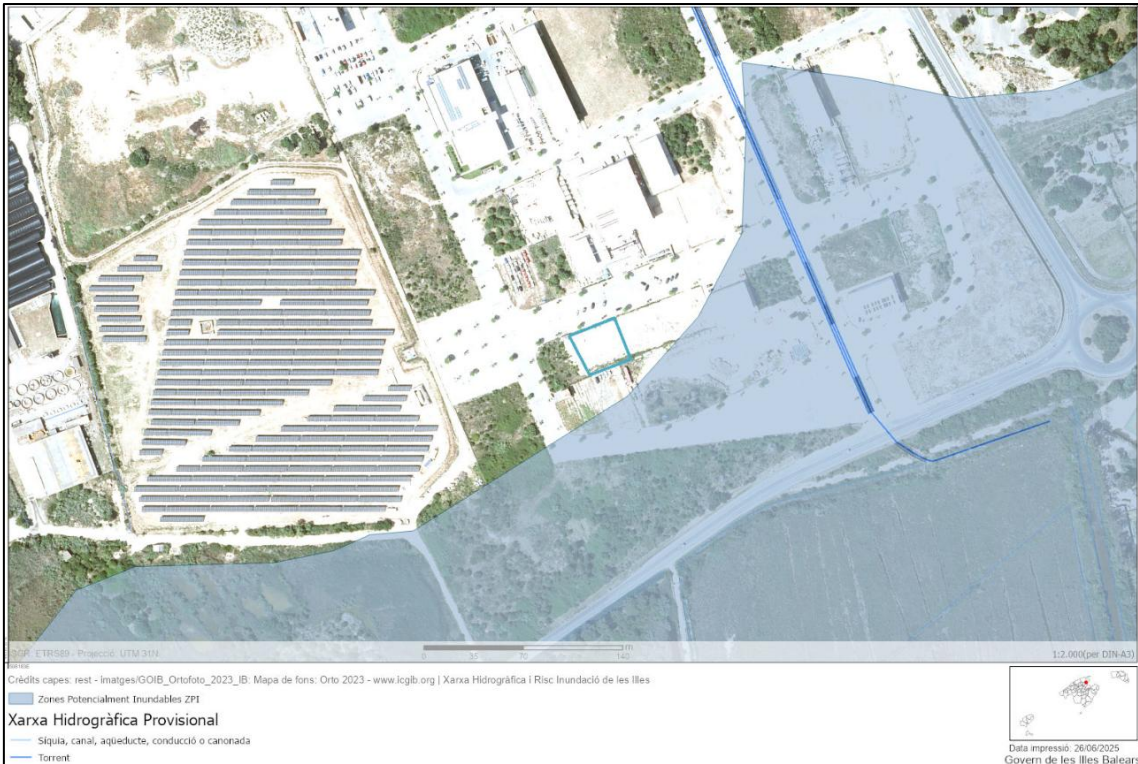 SGR: ETRS89 - Projecció: UTM 31N
0 35 70 140 m
1:2.000(per DIN-A3)
Crèdits capes: rest - Imatges/GOIB_Ortofoto_2023_IB: Mapa de fons: Orto 2023 - www.icgib.org | Xarxa Hidrogràfica i Risc Inundació de les Illes
Zones Potencialment Inundables ZPI
Xarxa Hidrogràfica Provisional
Síquia, canal, aqüeducte, conducció o canonada
Torrent
Data impressió: 26/06/2025
Govern de les Illes Balears